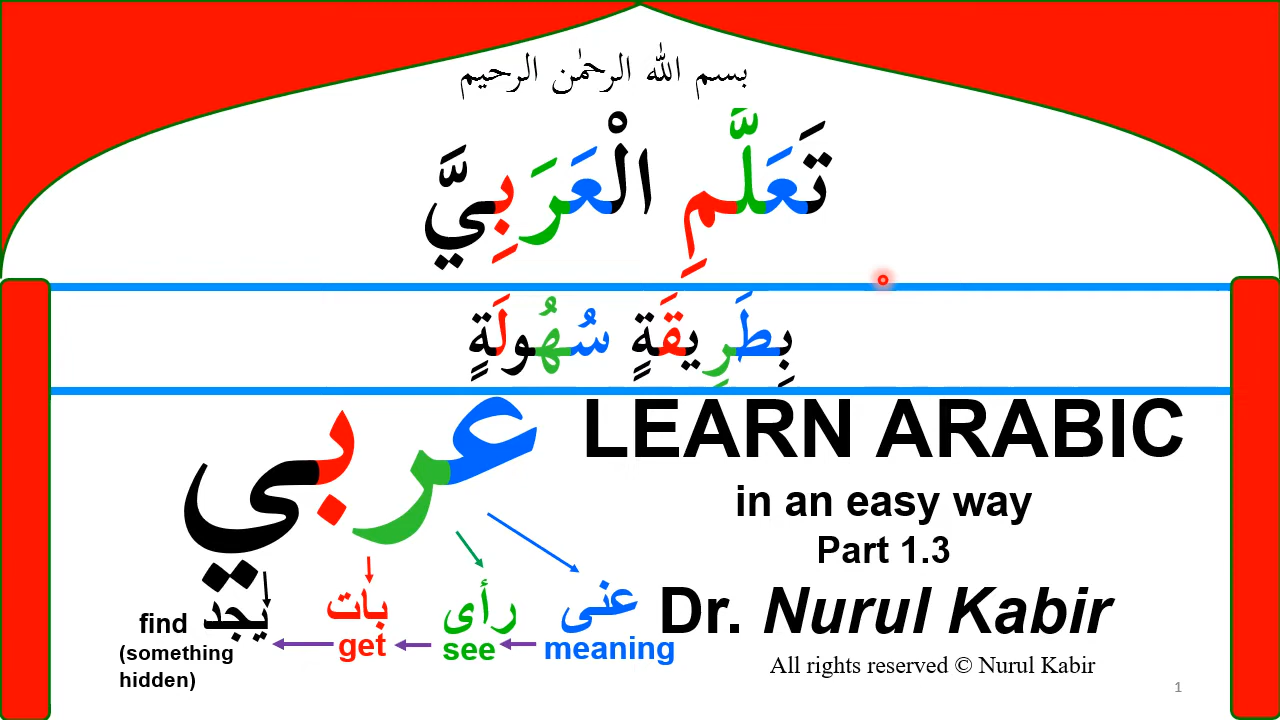 بسم الله الرحمٰن الرحيم
تَعَلَّمِ الْعَرَبِيَّ
بِطَرِيقَةٍ سُهُولَةٍ
عربي
LEARN ARABIC
in an easy way
Part 1.3
Dr. Nurul Kabir
All rights reserved © Nurul Kabir
عنى رأى بات يجد
meaning see get find
(something
hidden)
1